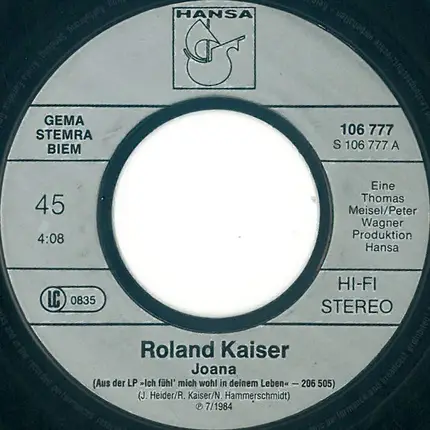 HANSA
GEMA
STEMRA
BIEM
106 777
S 106 777 A
45
4:08
Eine
Thomas
Meisel/Peter
Wagner
Produktion
Hansa
LC 0835
HI-FI
STEREO
Roland Kaiser
Joana
(Aus der LP »Ich fühl' mich wohl in deinem Leben« – 206 505)
(J. Heider/R. Kaiser/N. Hammerschmidt)
℗ 7/1984